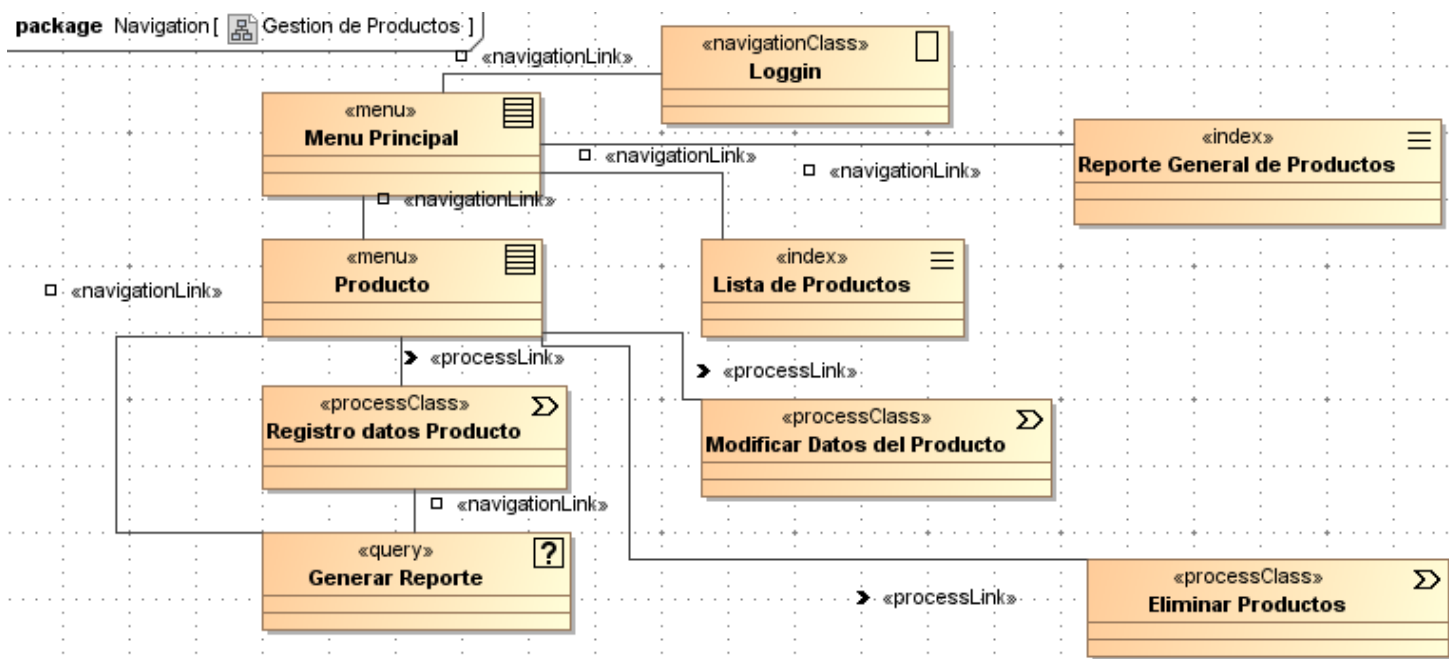 package Navigation [ Gestion de Productos ]
«navigationLink»
«navigationClass»
Loggin
«menu»
Menu Principal
«navigationLink»
«navigationLink»
«index»
Reporte General de Productos
«navigationLink»
«menu»
Producto
«index»
Lista de Productos
«navigationLink»
«processLink»
«processLink»
«processClass»
Registro datos Producto
«processClass»
Modificar Datos del Producto
«navigationLink»
«query»
?
Generar Reporte
«processLink»
«processClass»
Eliminar Productos